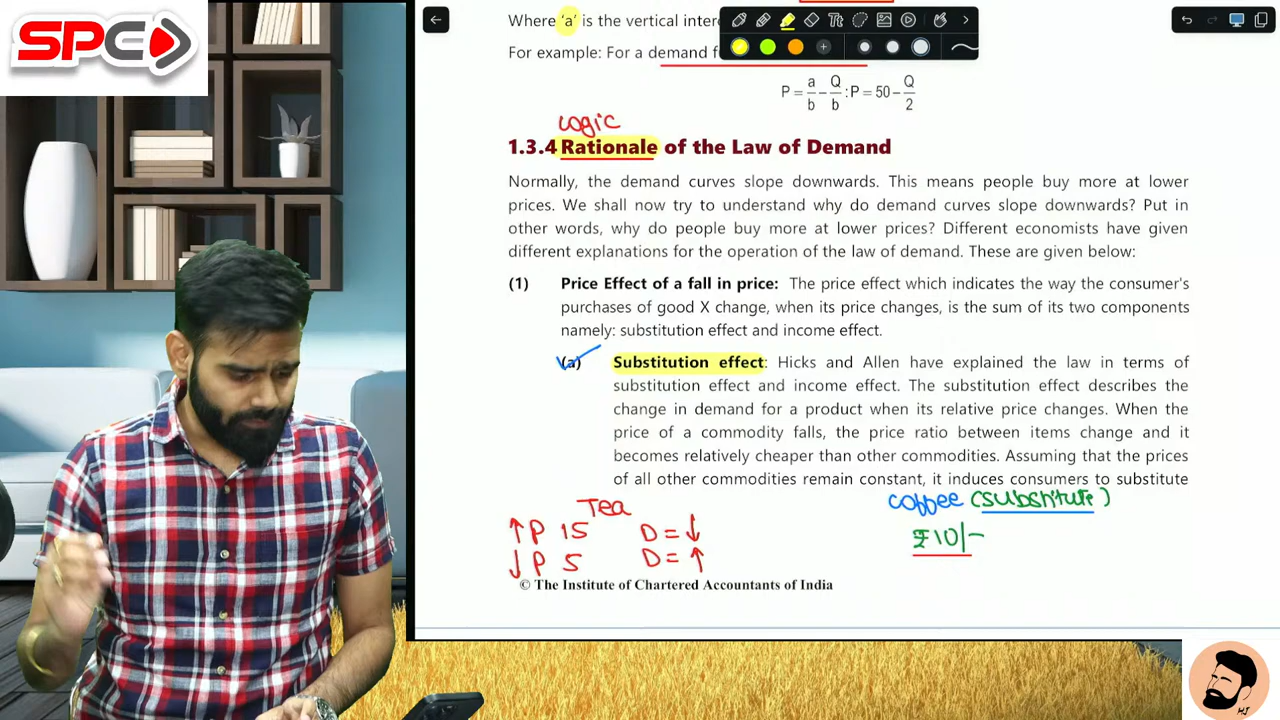 SPC
Where 'a' is the vertical
For example: For a demand
P = a/b − Q/b : P = 50 − Q/2
Logic
1.3.4 Rationale of the Law of Demand
Normally, the demand curves slope downwards. This means people buy more at lower
prices. We shall now try to understand why do demand curves slope downwards? Put in
other words, why do people buy more at lower prices? Different economists have given
different explanations for the operation of the law of demand. These are given below:
(1) Price Effect of a fall in price: The price effect which indicates the way the consumer's
purchases of good X change, when its price changes, is the sum of its two components
namely: substitution effect and income effect.
(a) Substitution effect: Hicks and Allen have explained the law in terms of
substitution effect and income effect. The substitution effect describes the
change in demand for a product when its relative price changes. When the
price of a commodity falls, the price ratio between items change and it
becomes relatively cheaper than other commodities. Assuming that the prices
of all other commodities remain constant, it induces consumers to substitute
Tea coffee (substitute)
↑P 15 D = ↓ ₹10/-
↓P 5 D = ↑
© The Institute of Chartered Accountants of India
HJ